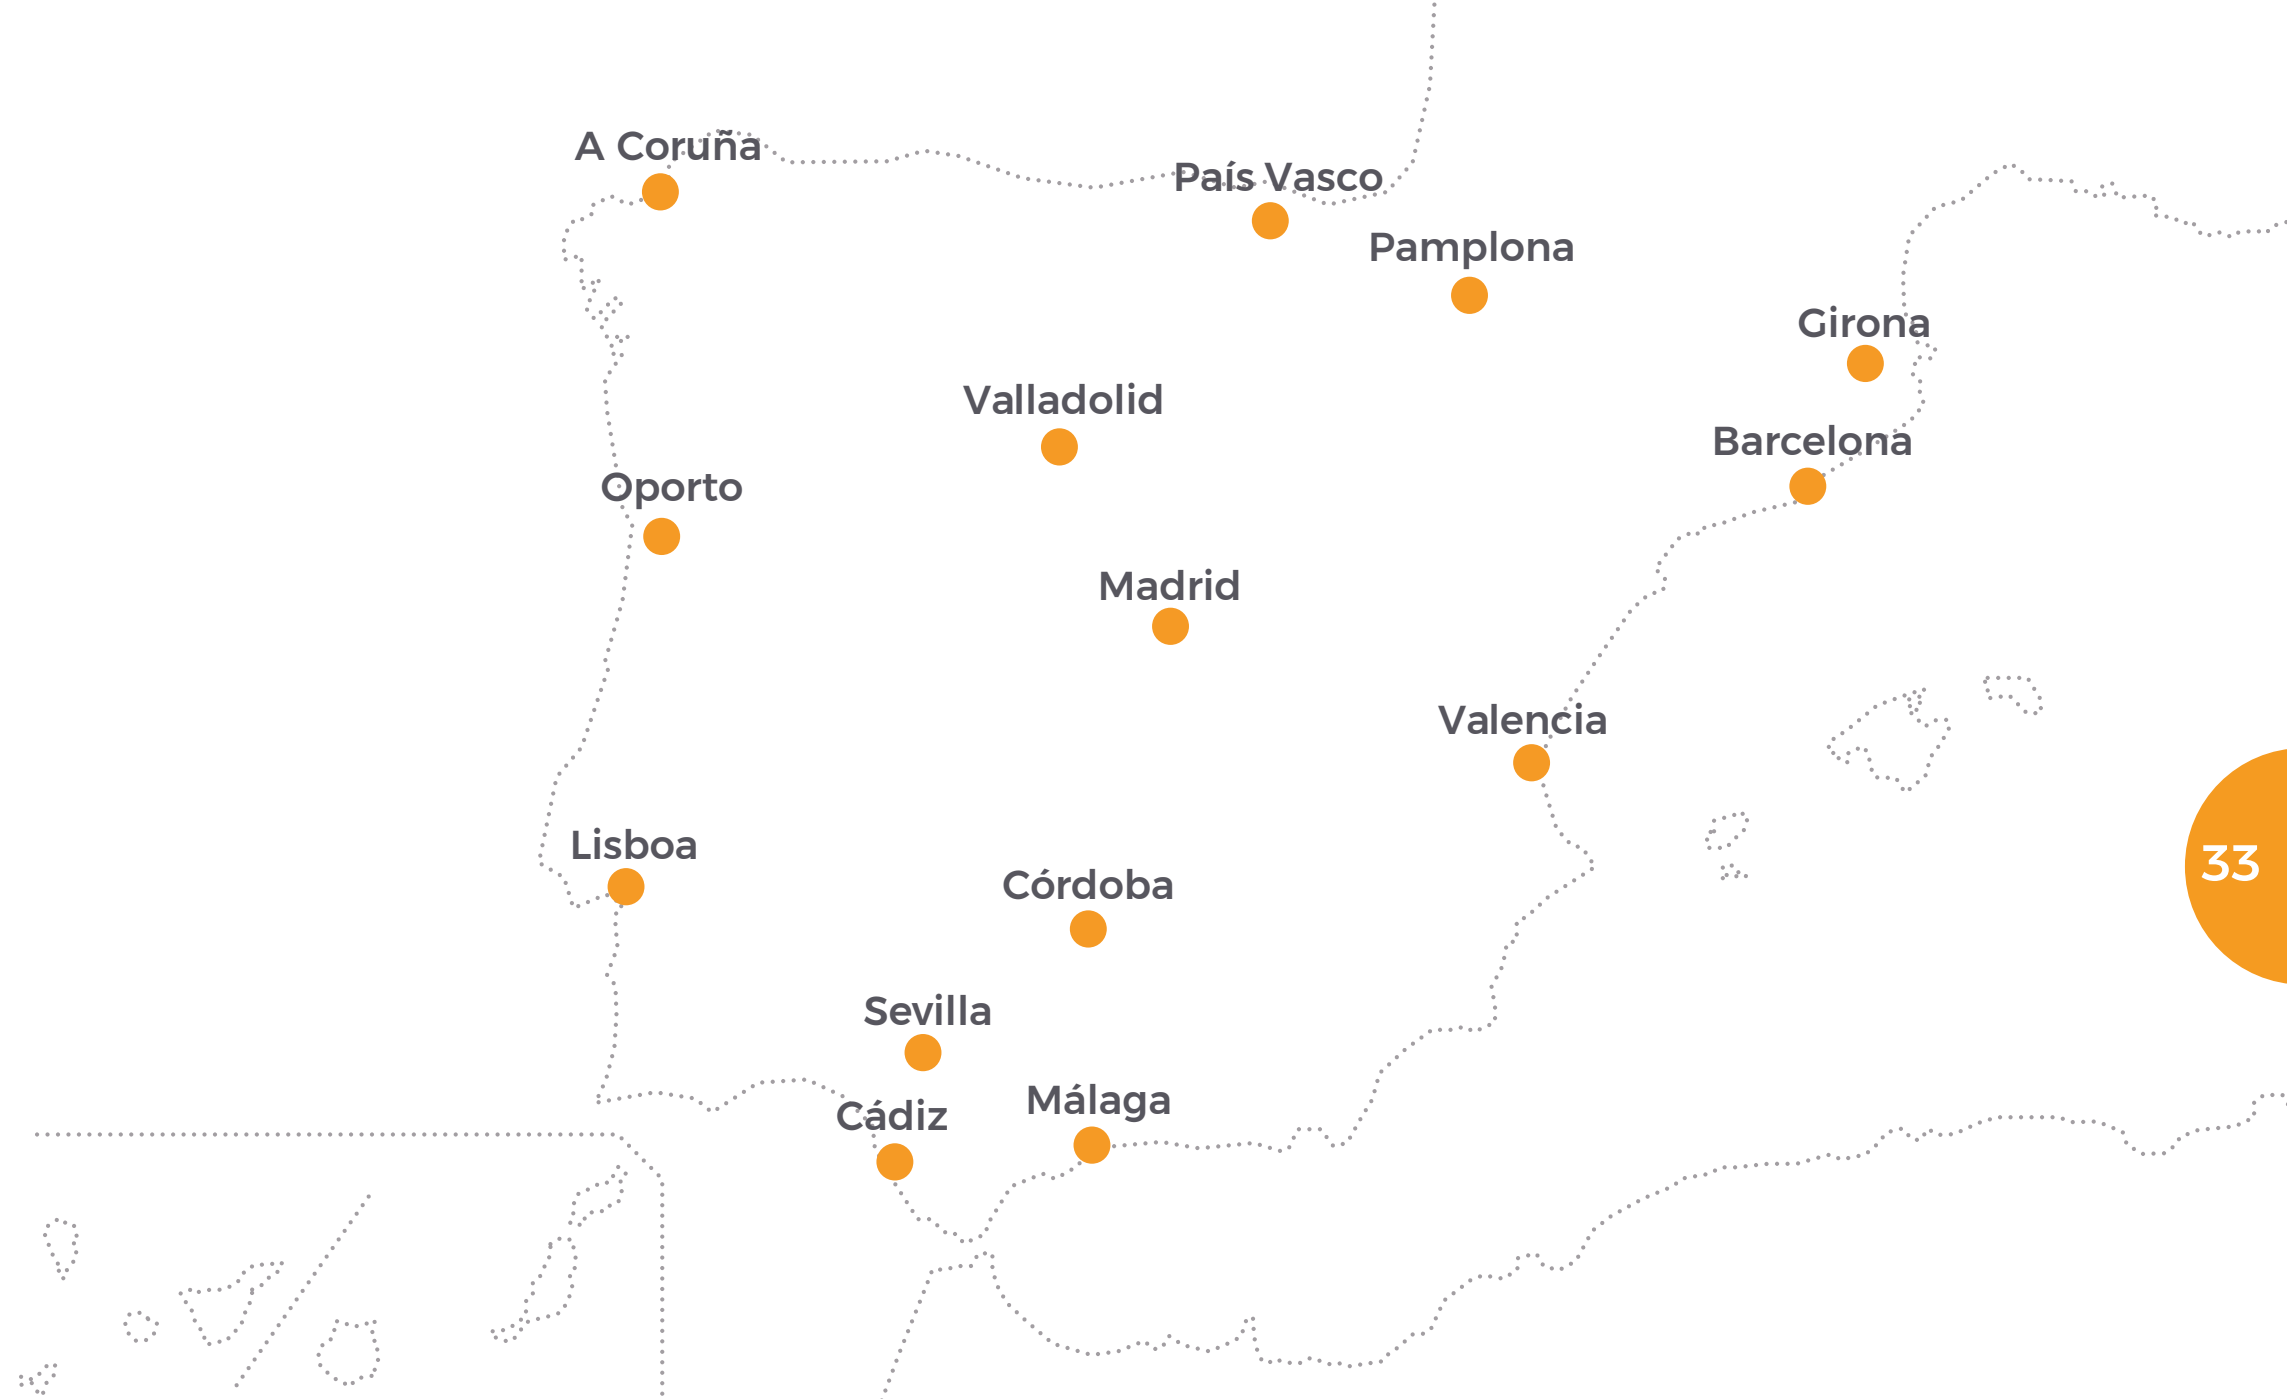 A Coruña
País Vasco
Pamplona
Girona
Valladolid
Barcelona
Oporto
Madrid
Valencia
Lisboa
33
Córdoba
Sevilla
Málaga
Cádiz